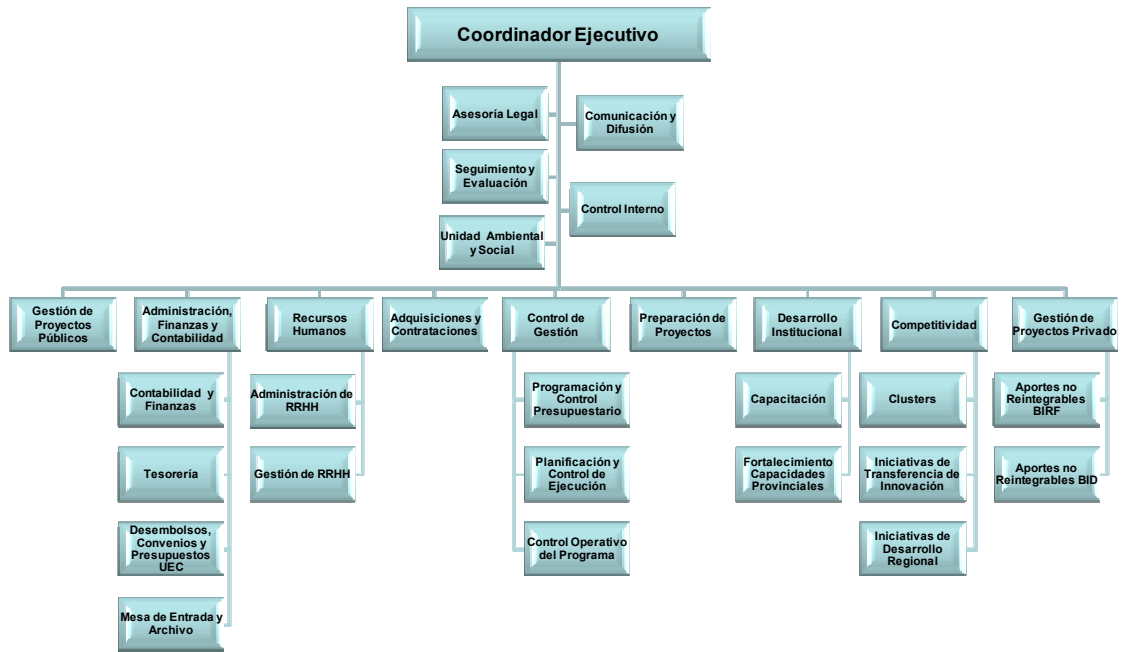 Coordinador Ejecutivo
Asesoría Legal
Comunicación y
Difusión
Seguimiento y
Evaluación
Control Interno
Unidad Ambiental
y Social
Gestión de
Proyectos
Públicos
Administración,
Finanzas y
Contabilidad
Recursos
Humanos
Adquisiciones y
Contrataciones
Control de
Gestión
Preparación de
Proyectos
Desarrollo
Institucional
Competitividad
Gestión de
Proyectos Privado
Contabilidad y
Finanzas
Tesorería
Desembolsos,
Convenios y
Presupuestos
UEC
Mesa de Entrada y
Archivo
Administración de
RRHH
Gestión de RRHH
Programación y
Control
Presupuestario
Planificación y
Control de
Ejecución
Control Operativo
del Programa
Capacitación
Fortalecimiento
Capacidades
Provinciales
Clusters
Iniciativas de
Transferencia de
Innovación
Iniciativas de
Desarrollo
Regional
Aportes no
Reintegrables
BIRF
Aportes no
Reintegrables BID